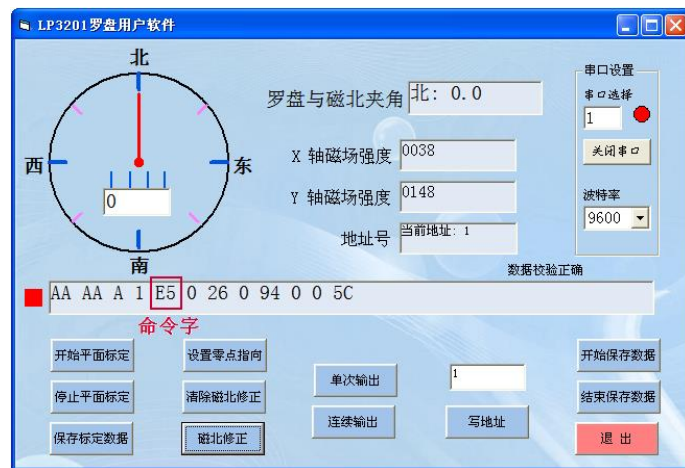 LP3201罗盘用户软件
北
西
东
南
0
罗盘与磁北夹角
北: 0.0
X 轴磁场强度
0038
Y 轴磁场强度
0148
地址号
当前地址: 1
串口设置
串口选择
1
关闭串口
波特率
9600
数据校验正确
AA AA A 1 E5 0 26 0 94 0 0 5C
命令字
开始平面标定
设置零点指向
单次输出
1
开始保存数据
停止平面标定
清除磁北修正
连续输出
写地址
结束保存数据
保存标定数据
磁北修正
退 出